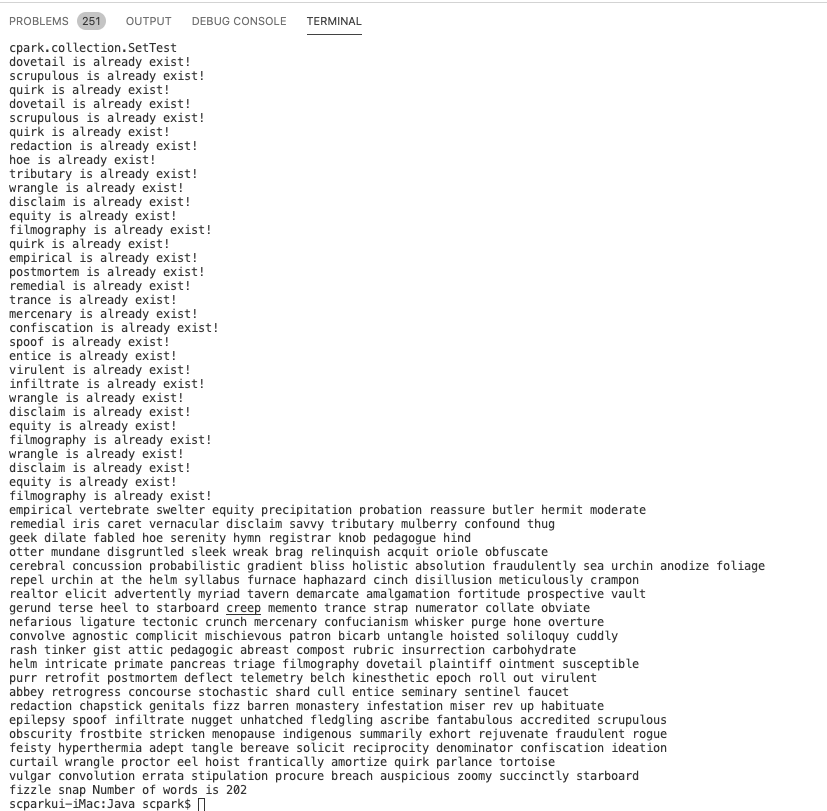 PROBLEMS 251 OUTPUT DEBUG CONSOLE TERMINAL
cpark.collection.SetTest
dovetail is already exist!
scrupulous is already exist!
quirk is already exist!
dovetail is already exist!
scrupulous is already exist!
quirk is already exist!
redaction is already exist!
hoe is already exist!
tributary is already exist!
wrangle is already exist!
disclaim is already exist!
equity is already exist!
filmography is already exist!
quirk is already exist!
empirical is already exist!
postmortem is already exist!
remedial is already exist!
trance is already exist!
mercenary is already exist!
confiscation is already exist!
spoof is already exist!
entice is already exist!
virulent is already exist!
infiltrate is already exist!
wrangle is already exist!
disclaim is already exist!
equity is already exist!
filmography is already exist!
wrangle is already exist!
disclaim is already exist!
equity is already exist!
filmography is already exist!
empirical vertebrate swelter equity precipitation probation reassure butler hermit moderate
remedial iris caret vernacular disclaim savvy tributary mulberry confound thug
geek dilate fabled hoe serenity hymn registrar knob pedagogue hind
otter mundane disgruntled sleek wreak brag relinquish acquit oriole obfuscate
cerebral concussion probabilistic gradient bliss holistic absolution fraudulently sea urchin anodize foliage
repel urchin at the helm syllabus furnace haphazard cinch disillusion meticulously crampon
realtor elicit advertently myriad tavern demarcate amalgamation fortitude prospective vault
gerund terse heel to starboard creep memento trance strap numerator collate obviate
nefarious ligature tectonic crunch mercenary confucianism whisker purge hone overture
convolve agnostic complicit mischievous patron bicarb untangle hoisted soliloquy cuddly
rash tinker gist attic pedagogic abreast compost rubric insurrection carbohydrate
helm intricate primate pancreas triage filmography dovetail plaintiff ointment susceptible
purr retrofit postmortem deflect telemetry belch kinesthetic epoch roll out virulent
abbey retrogress concourse stochastic shard cull entice seminary sentinel faucet
redaction chapstick genitals fizz barren monastery infestation miser rev up habituate
epilepsy spoof infiltrate nugget unhatched fledgling ascribe fantabulous accredited scrupulous
obscurity frostbite stricken menopause indigenous summarily exhort rejuvenate fraudulent rogue
feisty hyperthermia adept tangle bereave solicit reciprocity denominator confiscation ideation
curtail wrangle proctor eel hoist frantically amortize quirk parlance tortoise
vulgar convolution errata stipulation procure breach auspicious zoomy succinctly starboard
fizzle snap Number of words is 202
scparkui-iMac:Java scpark$